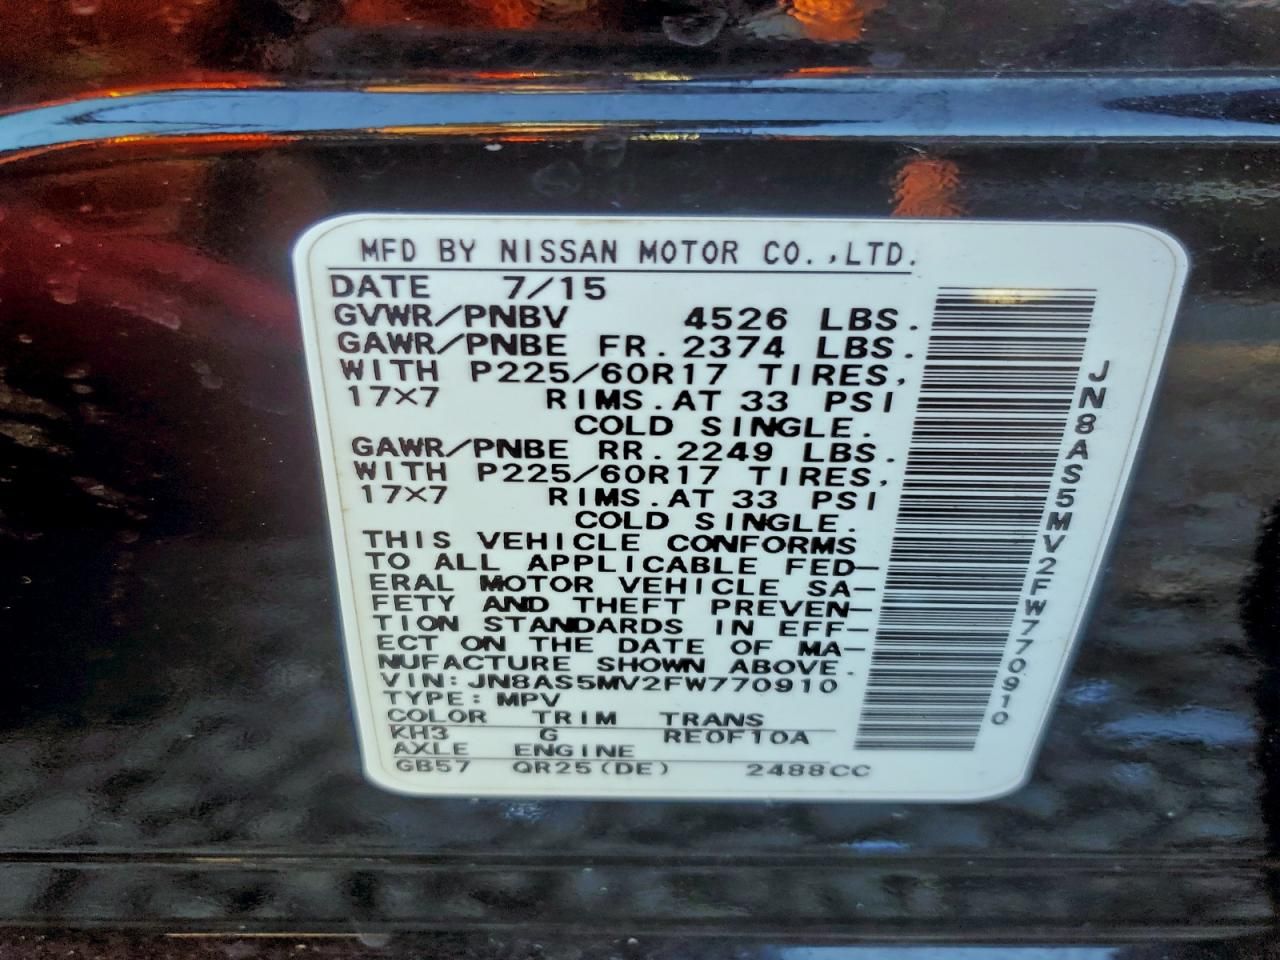 MFD BY NISSAN MOTOR CO.,LTD.
DATE 7/15
GVWR/PNBV 4526 LBS.
GAWR/PNBE FR. 2374 LBS.
WITH P225/60R17 TIRES,
17×7 RIMS.AT 33 PSI
COLD SINGLE.
GAWR/PNBE RR. 2249 LBS.
WITH P225/60R17 TIRES,
17×7 RIMS.AT 33 PSI
COLD SINGLE.
THIS VEHICLE CONFORMS
TO ALL APPLICABLE FED-
ERAL MOTOR VEHICLE SA-
FETY AND THEFT PREVEN-
TION STANDARDS IN EFF-
ECT ON THE DATE OF MA-
NUFACTURE SHOWN ABOVE.
VIN: JN8AS5MV2FW770910
TYPE: MPV
COLOR TRIM TRANS
KH3 G RE0F10A
AXLE ENGINE
GB57 QR25(DE) 2488CC
JN8AS5MV2FW770910